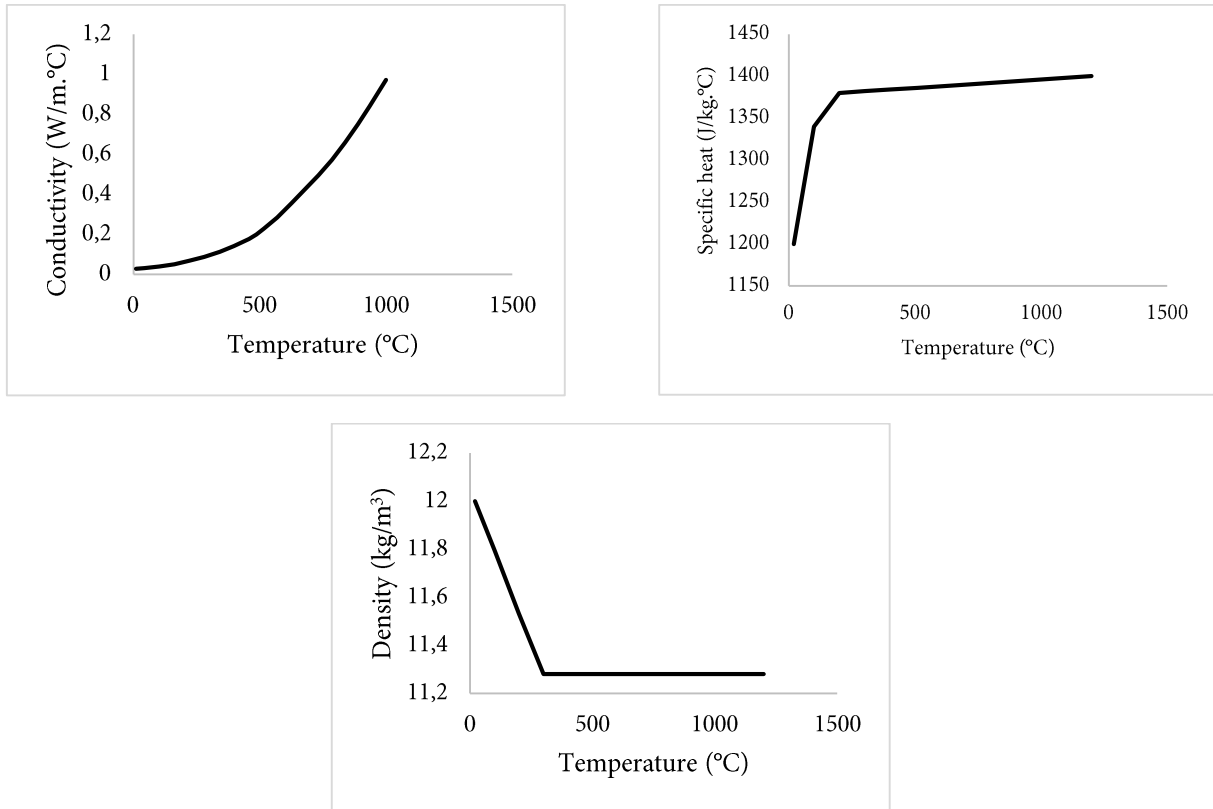 1,2
1
0,8
0,6
0,4
0,2
0
Conductivity (W/m.°C)
0 500 1000 1500
Temperature (°C)
1450
1400
1350
1300
1250
1200
1150
Specific heat (J/kg.°C)
0 500 1000 1500
Temperature (°C)
12,2
12
11,8
11,6
11,4
11,2
Density (kg/m³)
0 500 1000 1500
Temperature (°C)